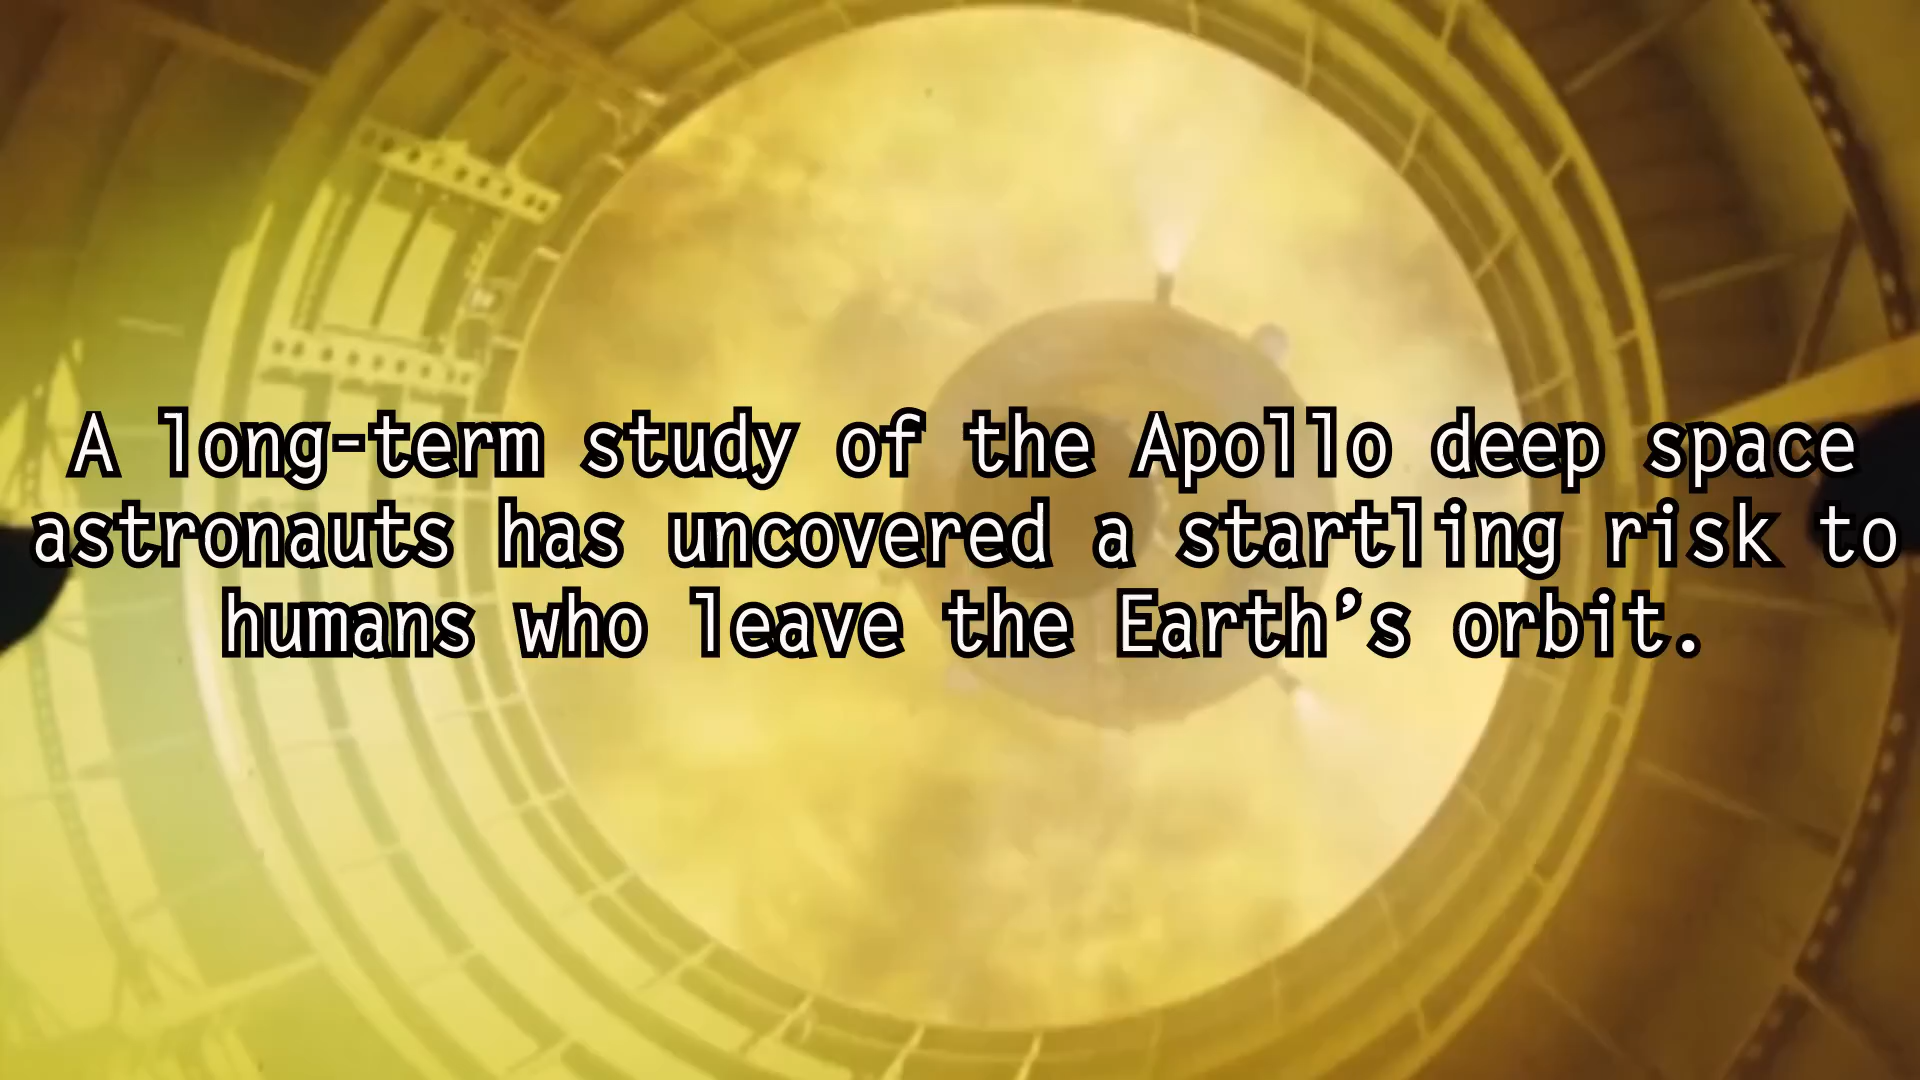 A long-term study of the Apollo deep space
astronauts has uncovered a startling risk to
humans who leave the Earth’s orbit.